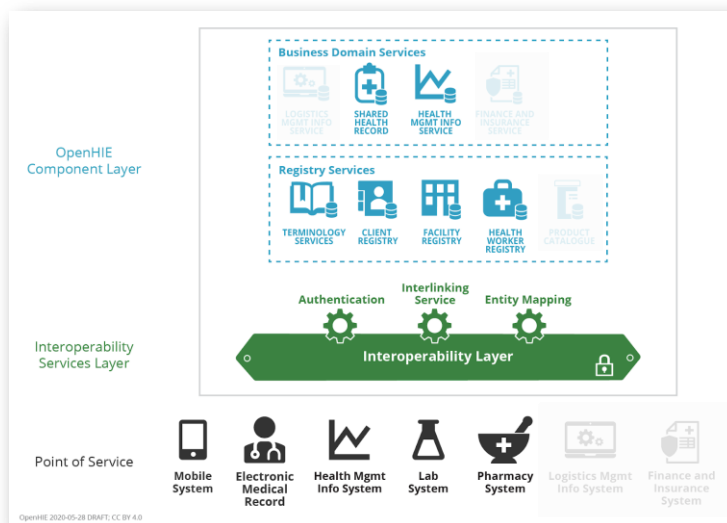 Business Domain Services
LOGISTICS
MGMT INFO
SERVICE
SHARED
HEALTH
RECORD
HEALTH
MGMT INFO
SERVICE
FINANCE AND
INSURANCE
SERVICE
OpenHIE
Component Layer
Registry Services
TERMINOLOGY
SERVICES
CLIENT
REGISTRY
FACILITY
REGISTRY
HEALTH
WORKER
REGISTRY
PRODUCT
CATALOGUE
Authentication
Interlinking
Service
Entity Mapping
Interoperability
Services Layer
Interoperability Layer
Point of Service
Mobile
System
Electronic
Medical
Record
Health Mgmt
Info System
Lab
System
Pharmacy
System
Logistics Mgmt
Info System
Finance and
Insurance
System
OpenHIE 2020-05-28 DRAFT; CC BY 4.0